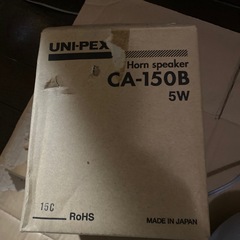 UNI-PEX
Horn speaker
CA-150B
5W
15C
RoHS
MADE IN JAPAN